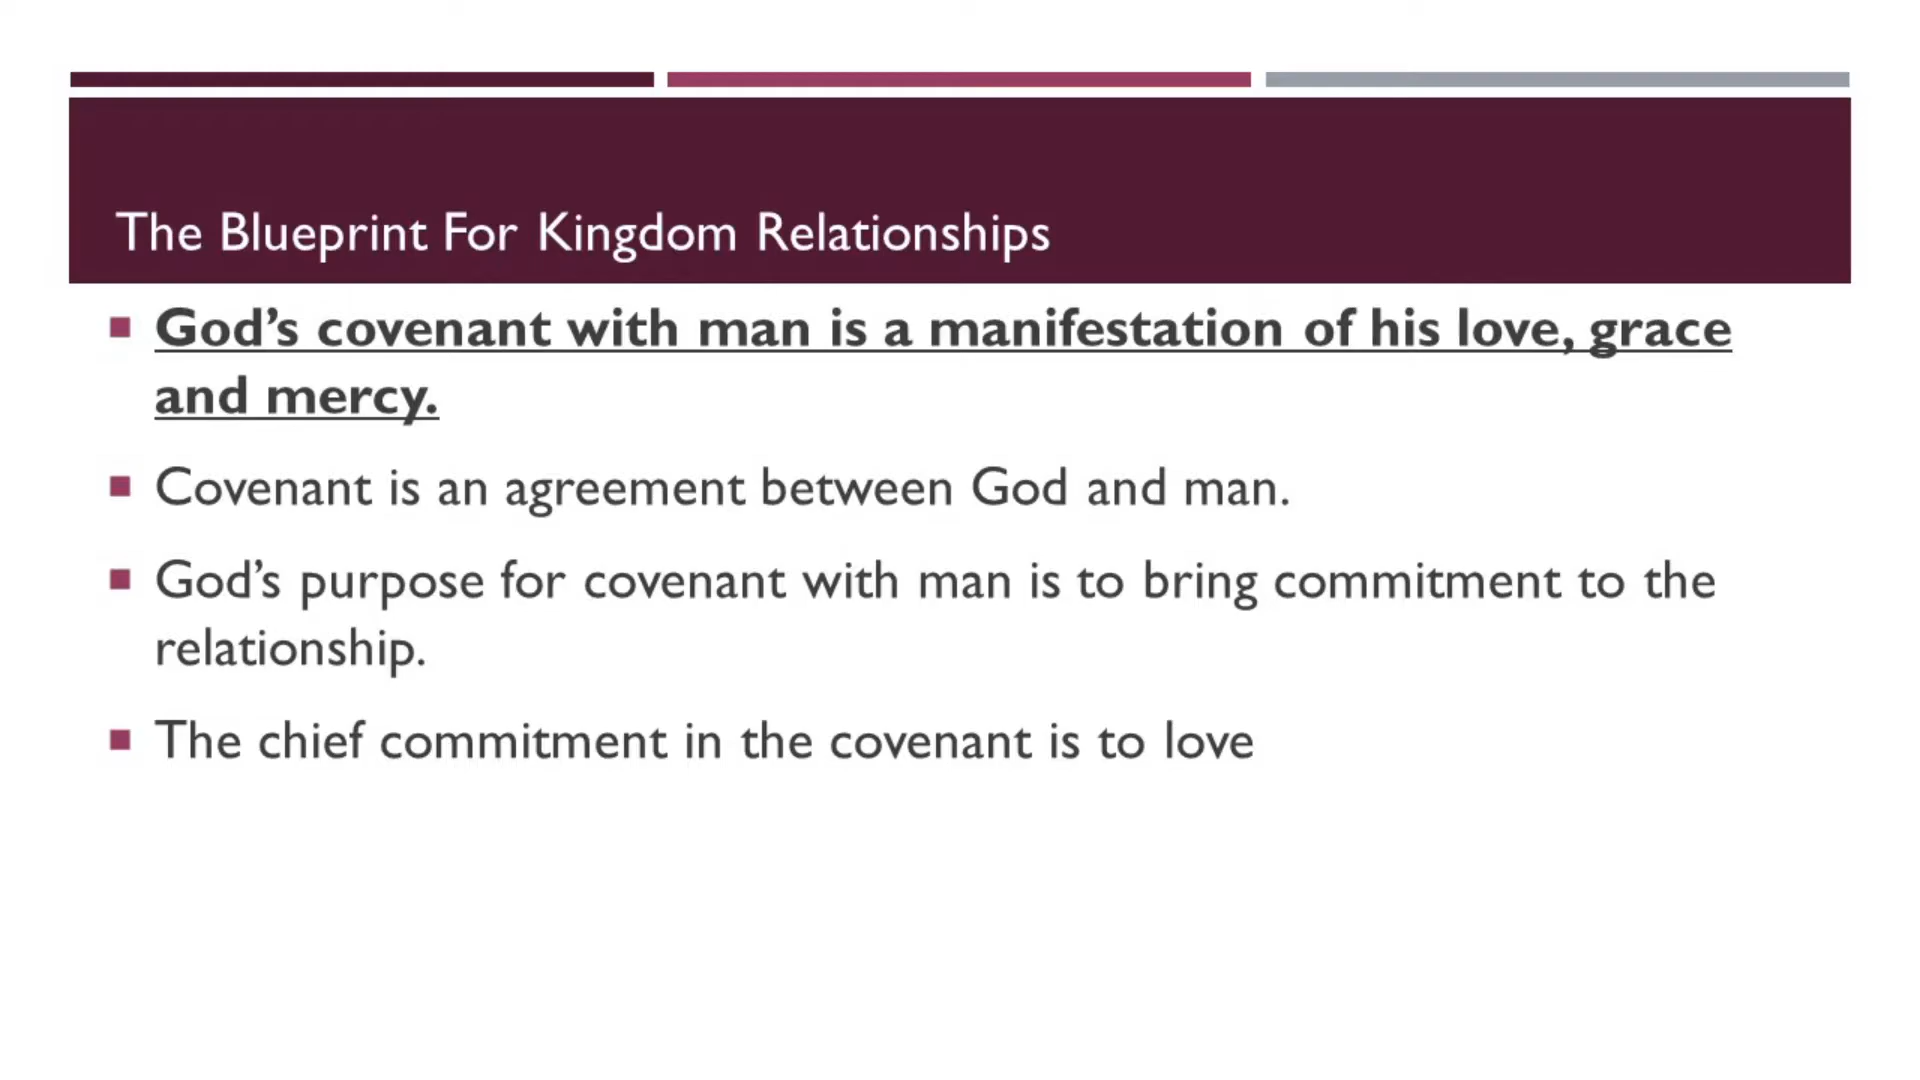 The Blueprint For Kingdom Relationships
God’s covenant with man is a manifestation of his love, grace
and mercy.
Covenant is an agreement between God and man.
God’s purpose for covenant with man is to bring commitment to the
relationship.
The chief commitment in the covenant is to love